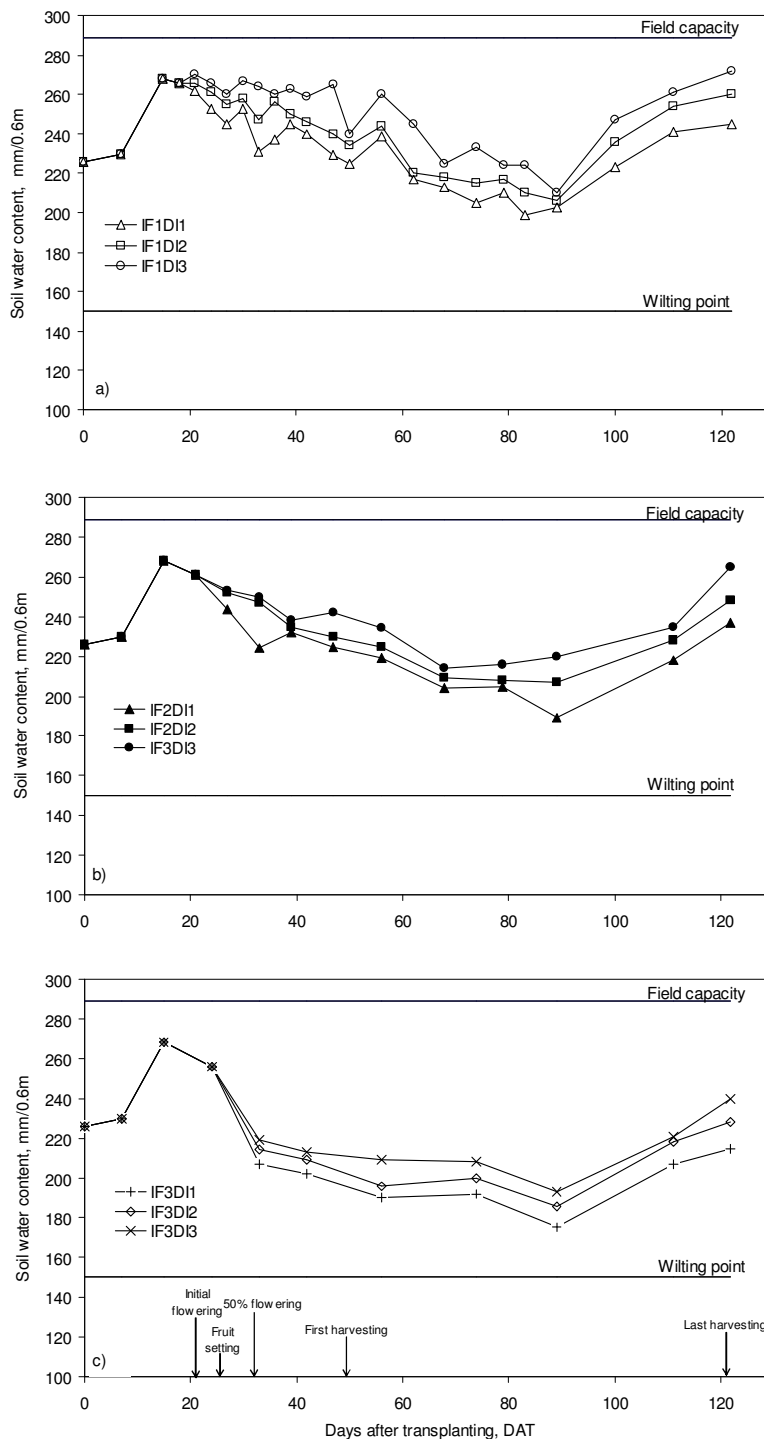 300
Field capacity
280
260
240
220
200
180
160
140
120
100
Soil water content, mm/0.6m
IF1DI1
IF1DI2
IF1DI3
Wilting point
a)
0 20 40 60 80 100 120
300
Field capacity
280
260
240
220
200
180
160
140
120
100
Soil water content, mm/0.6m
IF2DI1
IF2DI2
IF3DI3
Wilting point
b)
0 20 40 60 80 100 120
300
Field capacity
280
260
240
220
200
180
160
140
120
100
Soil water content, mm/0.6m
IF3DI1
IF3DI2
IF3DI3
Wilting point
Initial
flowering
Fruit
setting
50% flowering
First harvesting
Last harvesting
c)
0 20 40 60 80 100 120
Days after transplanting, DAT